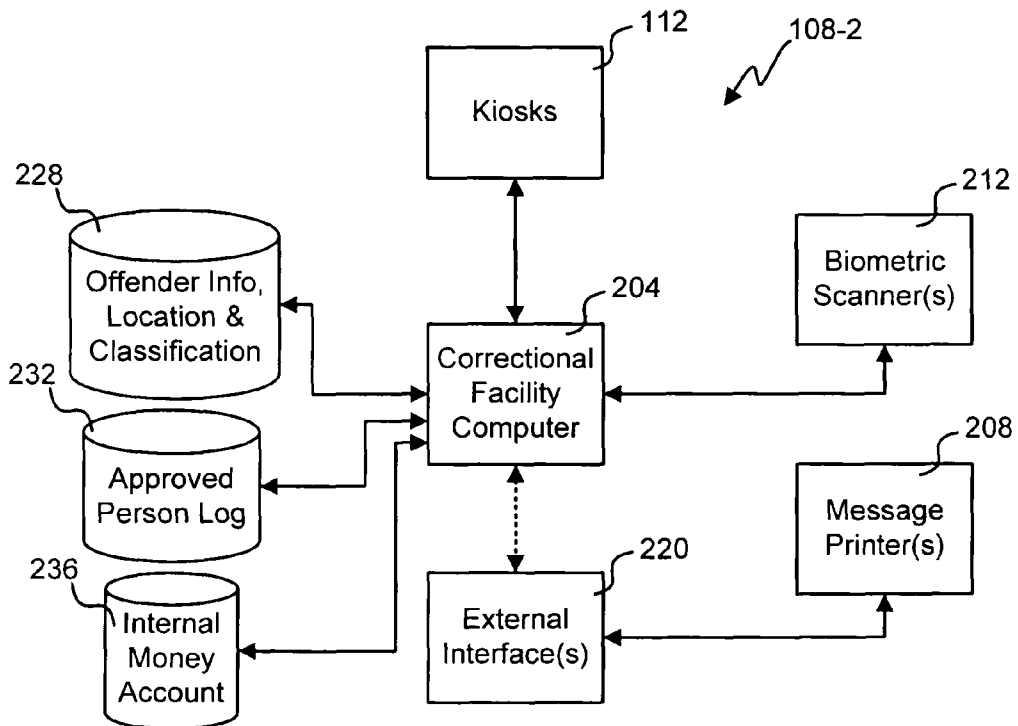 112
108-2
Kiosks
228
212
Offender Info,
Location &
Classification
Biometric
Scanner(s)
204
Correctional
Facility
Computer
232
Approved
Person Log
208
Message
Printer(s)
236
220
Internal
Money
Account
External
Interface(s)